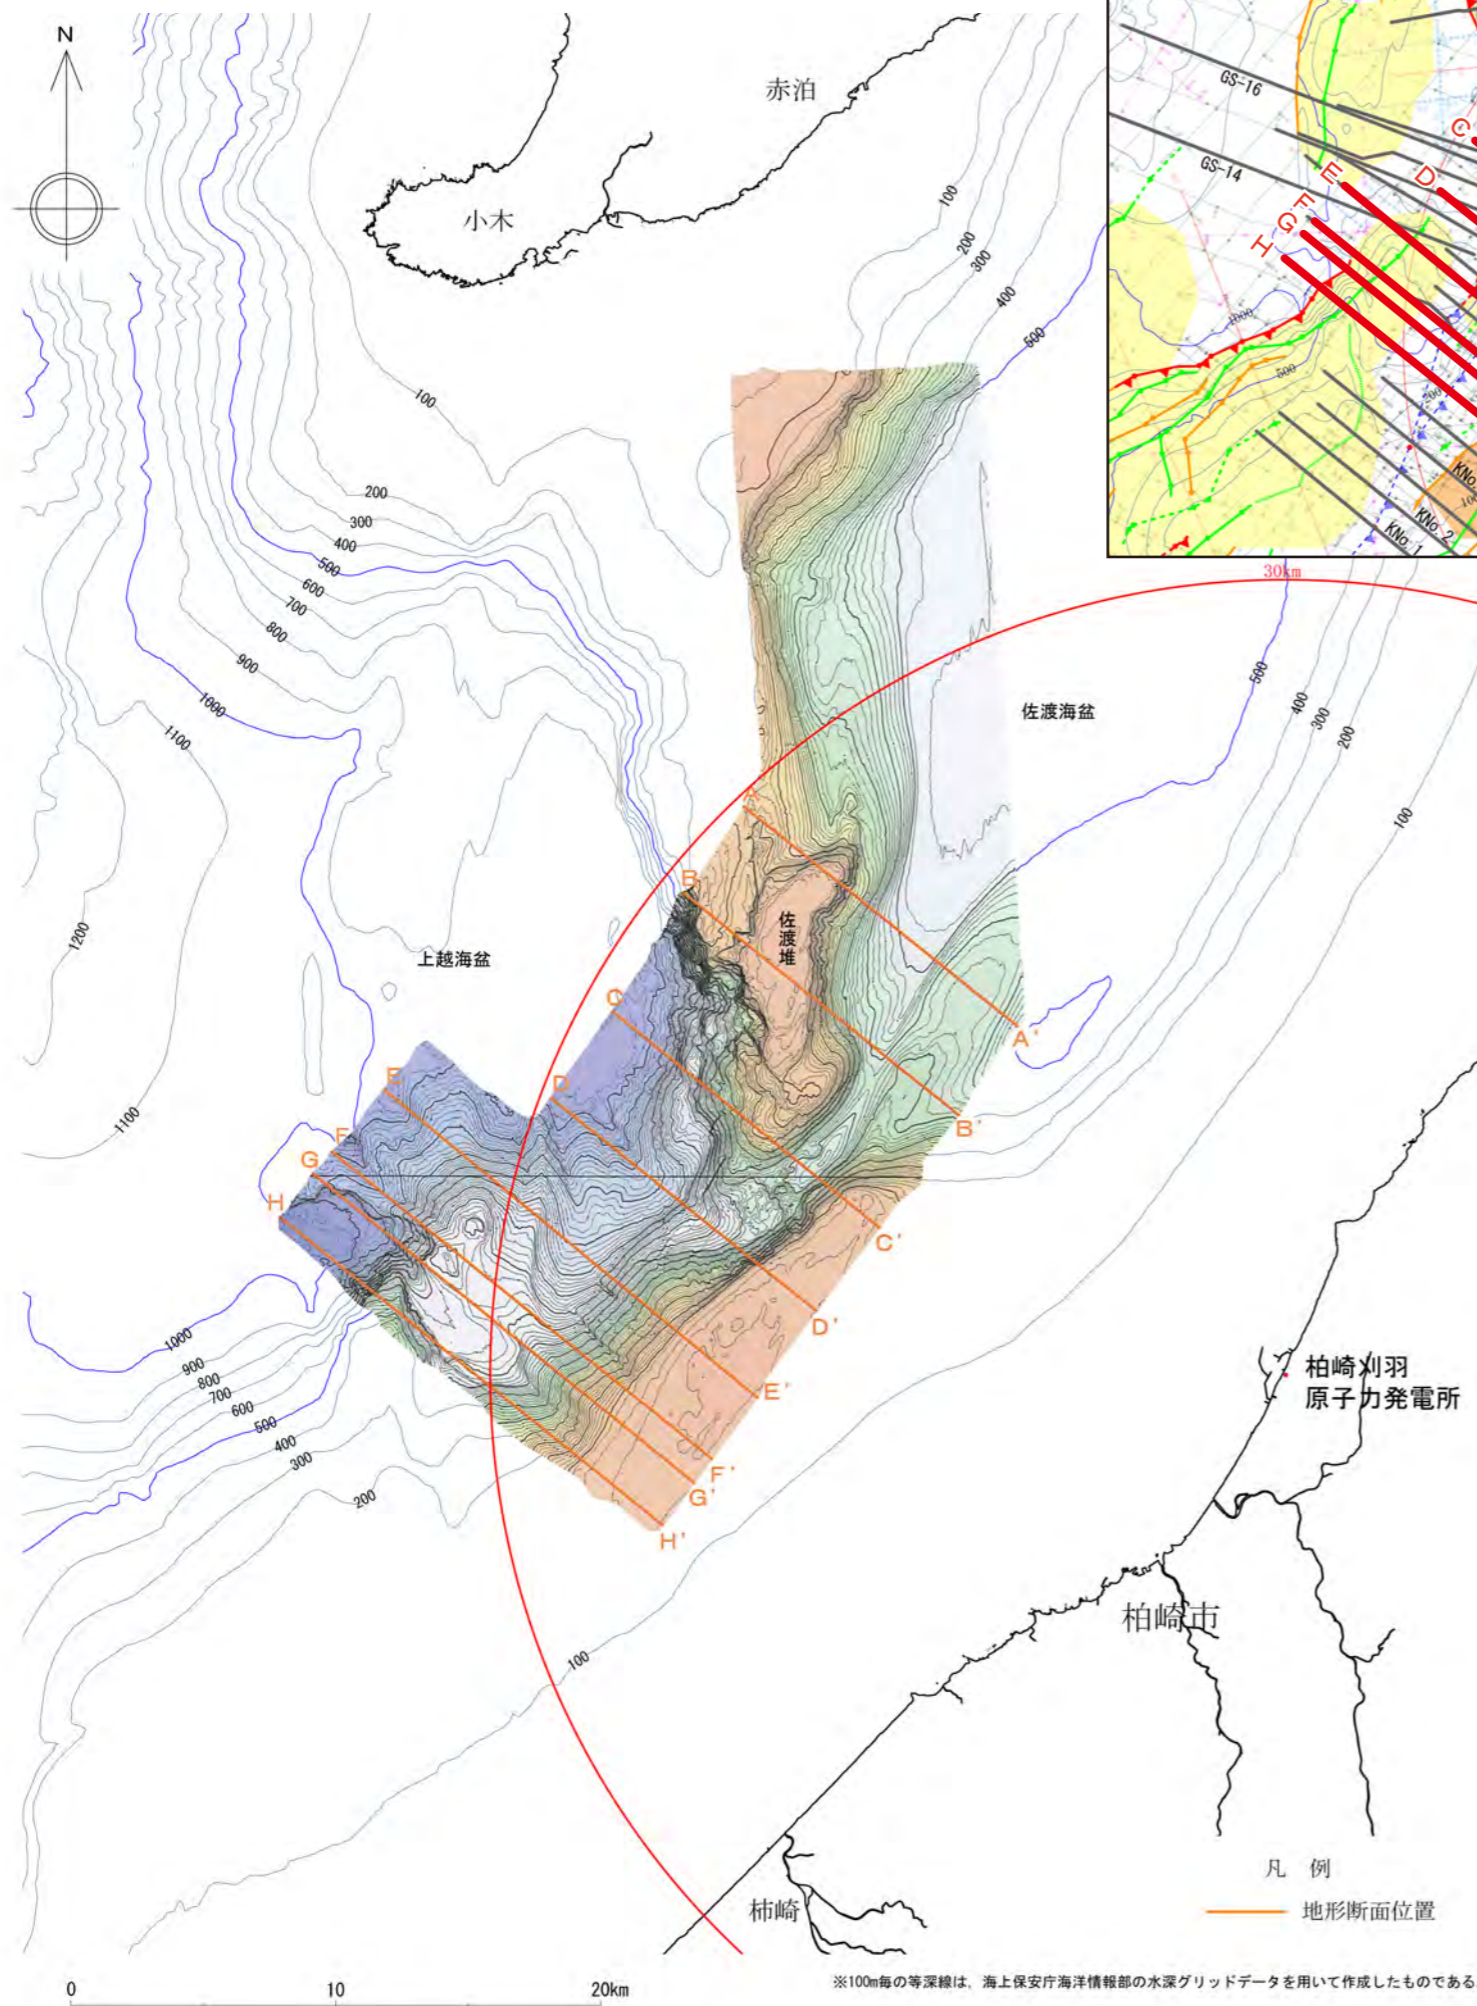 N
赤泊
小木
GS-16
GS-14
C
D
E
F
G
H
1000
500
200
KNo.
100
KNo.2
KNo.1
30km
100
200
300
400
500
100
200
300
400
500
600
700
800
900
1000
1100
500
400
300
200
100
佐渡海盆
A
B
佐渡堆
1200
上越海盆
C
A'
1100
E
D
B'
F
G
H
C'
D'
1000
900
800
700
600
500
400
300
200
E'
F'
G'
H'
柏崎刈羽
原子力発電所
柏崎市
100
凡 例
柿崎
地形断面位置
0 10 20km
※100m毎の等深線は、海上保安庁海洋情報部の水深グリッドデータを用いて作成したものである